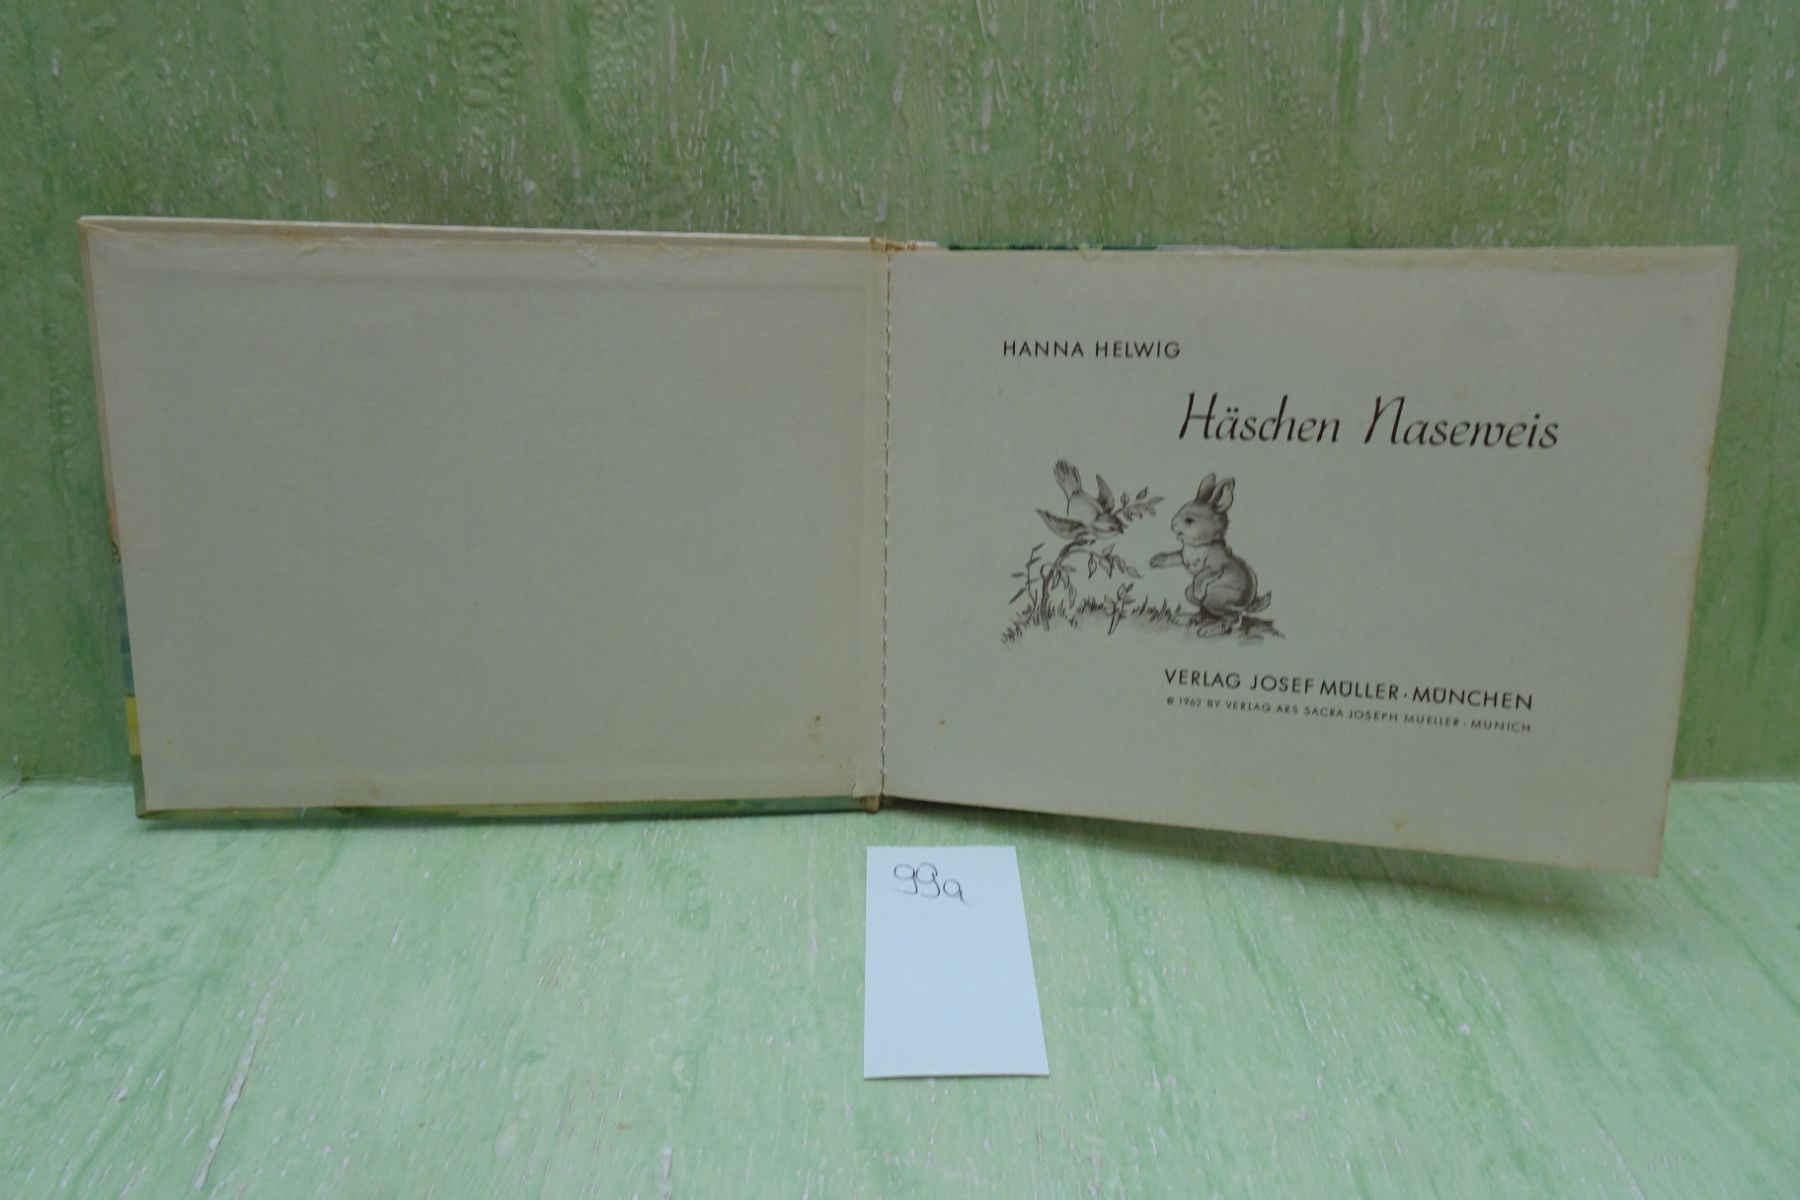 HANNA HELWIG
Häschen Naseweis
VERLAG JOSEF MÜLLER · MÜNCHEN
© 1962 BY VERLAG ARS SACRA JOSEPH MUELLER · MUNICH
99a